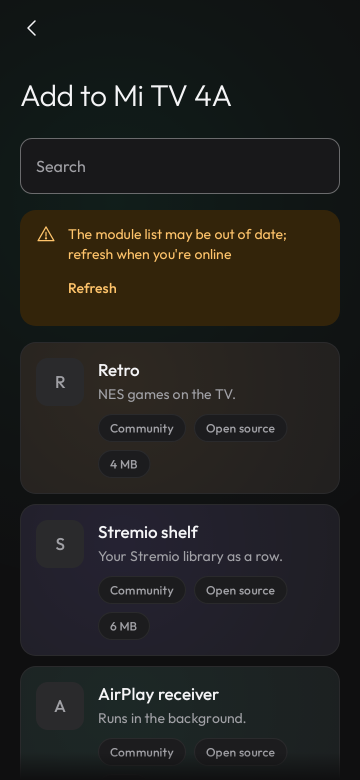 Add to Mi TV 4A
Search
The module list may be out of date;
refresh when you're online
Refresh
R
Retro
NES games on the TV.
Community
Open source
4 MB
S
Stremio shelf
Your Stremio library as a row.
Community
Open source
6 MB
A
AirPlay receiver
Runs in the background.
Community
Open source